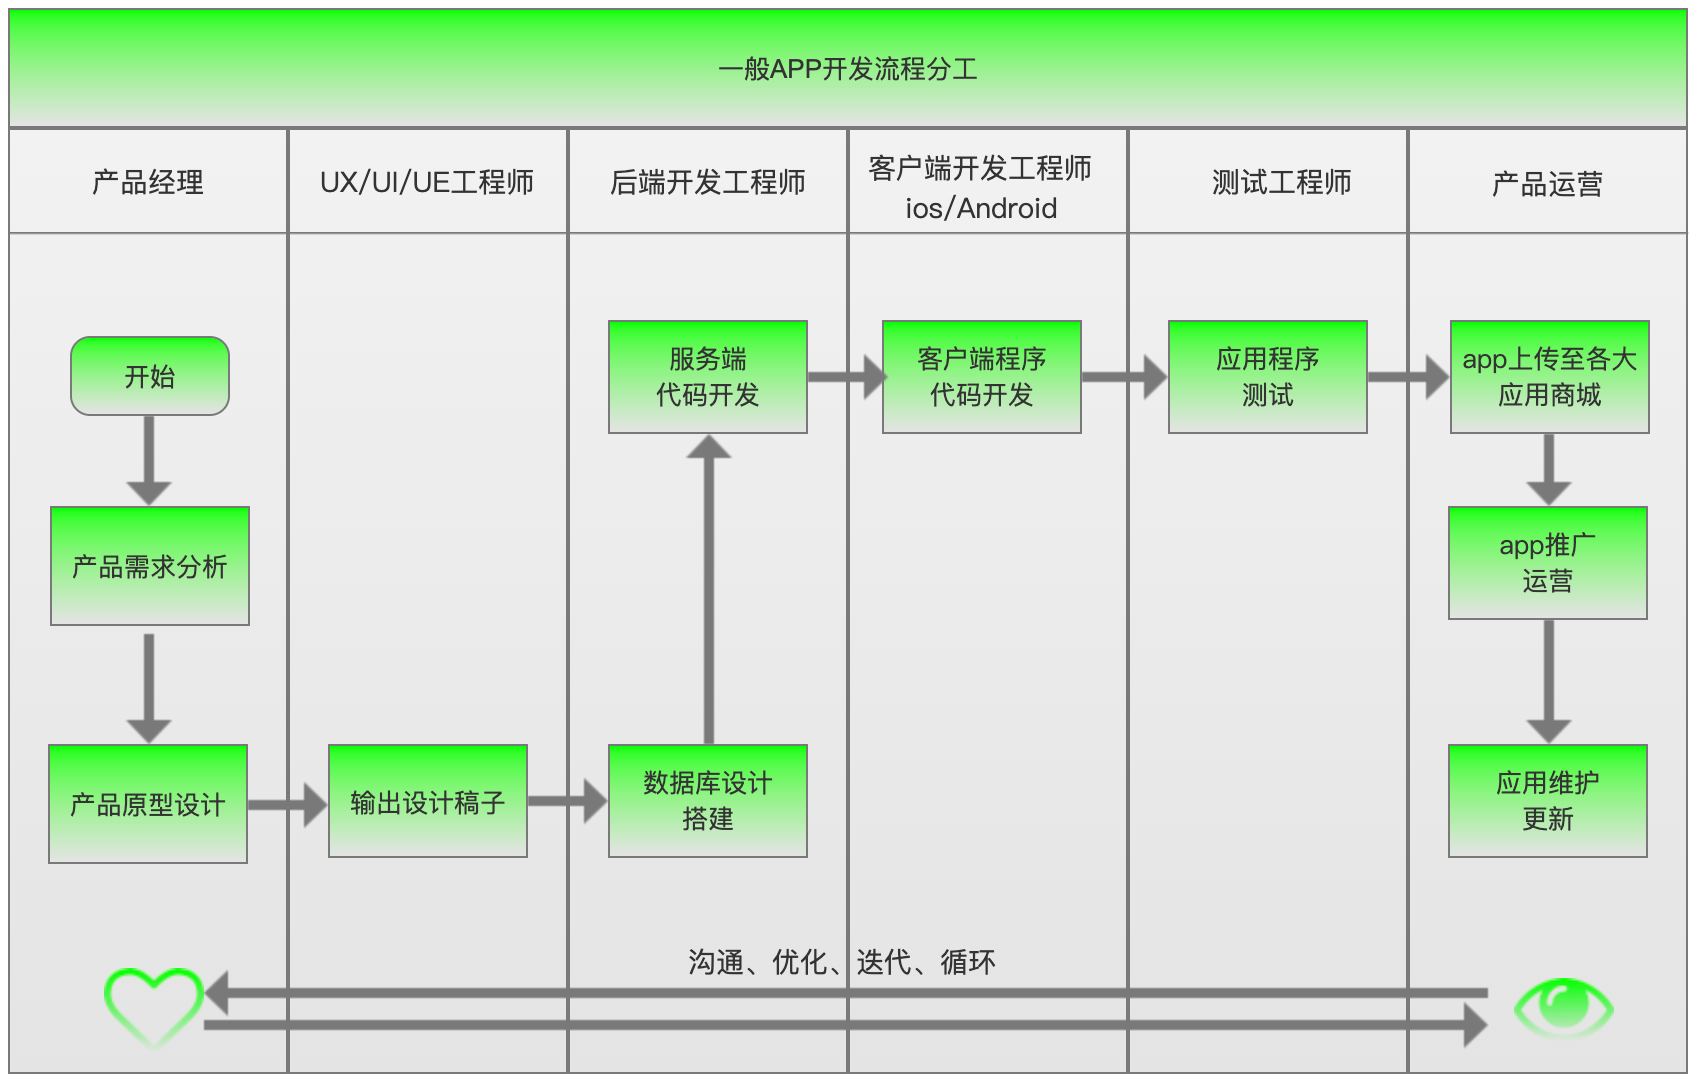 一般APP开发流程分工
产品经理
UX/UI/UE工程师
后端开发工程师
客户端开发工程师
ios/Android
测试工程师
产品运营
开始
产品需求分析
产品原型设计
输出设计稿子
数据库设计
搭建
服务端
代码开发
客户端程序
代码开发
应用程序
测试
app上传至各大
应用商城
app推广
运营
应用维护
更新
沟通、优化、迭代、循环